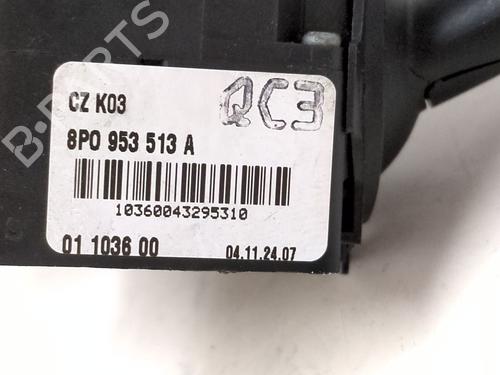 B-PARTS
CZ K03
QC3
8P0 953 513 A
10360043295310
01 1036 00
04.11.24.07